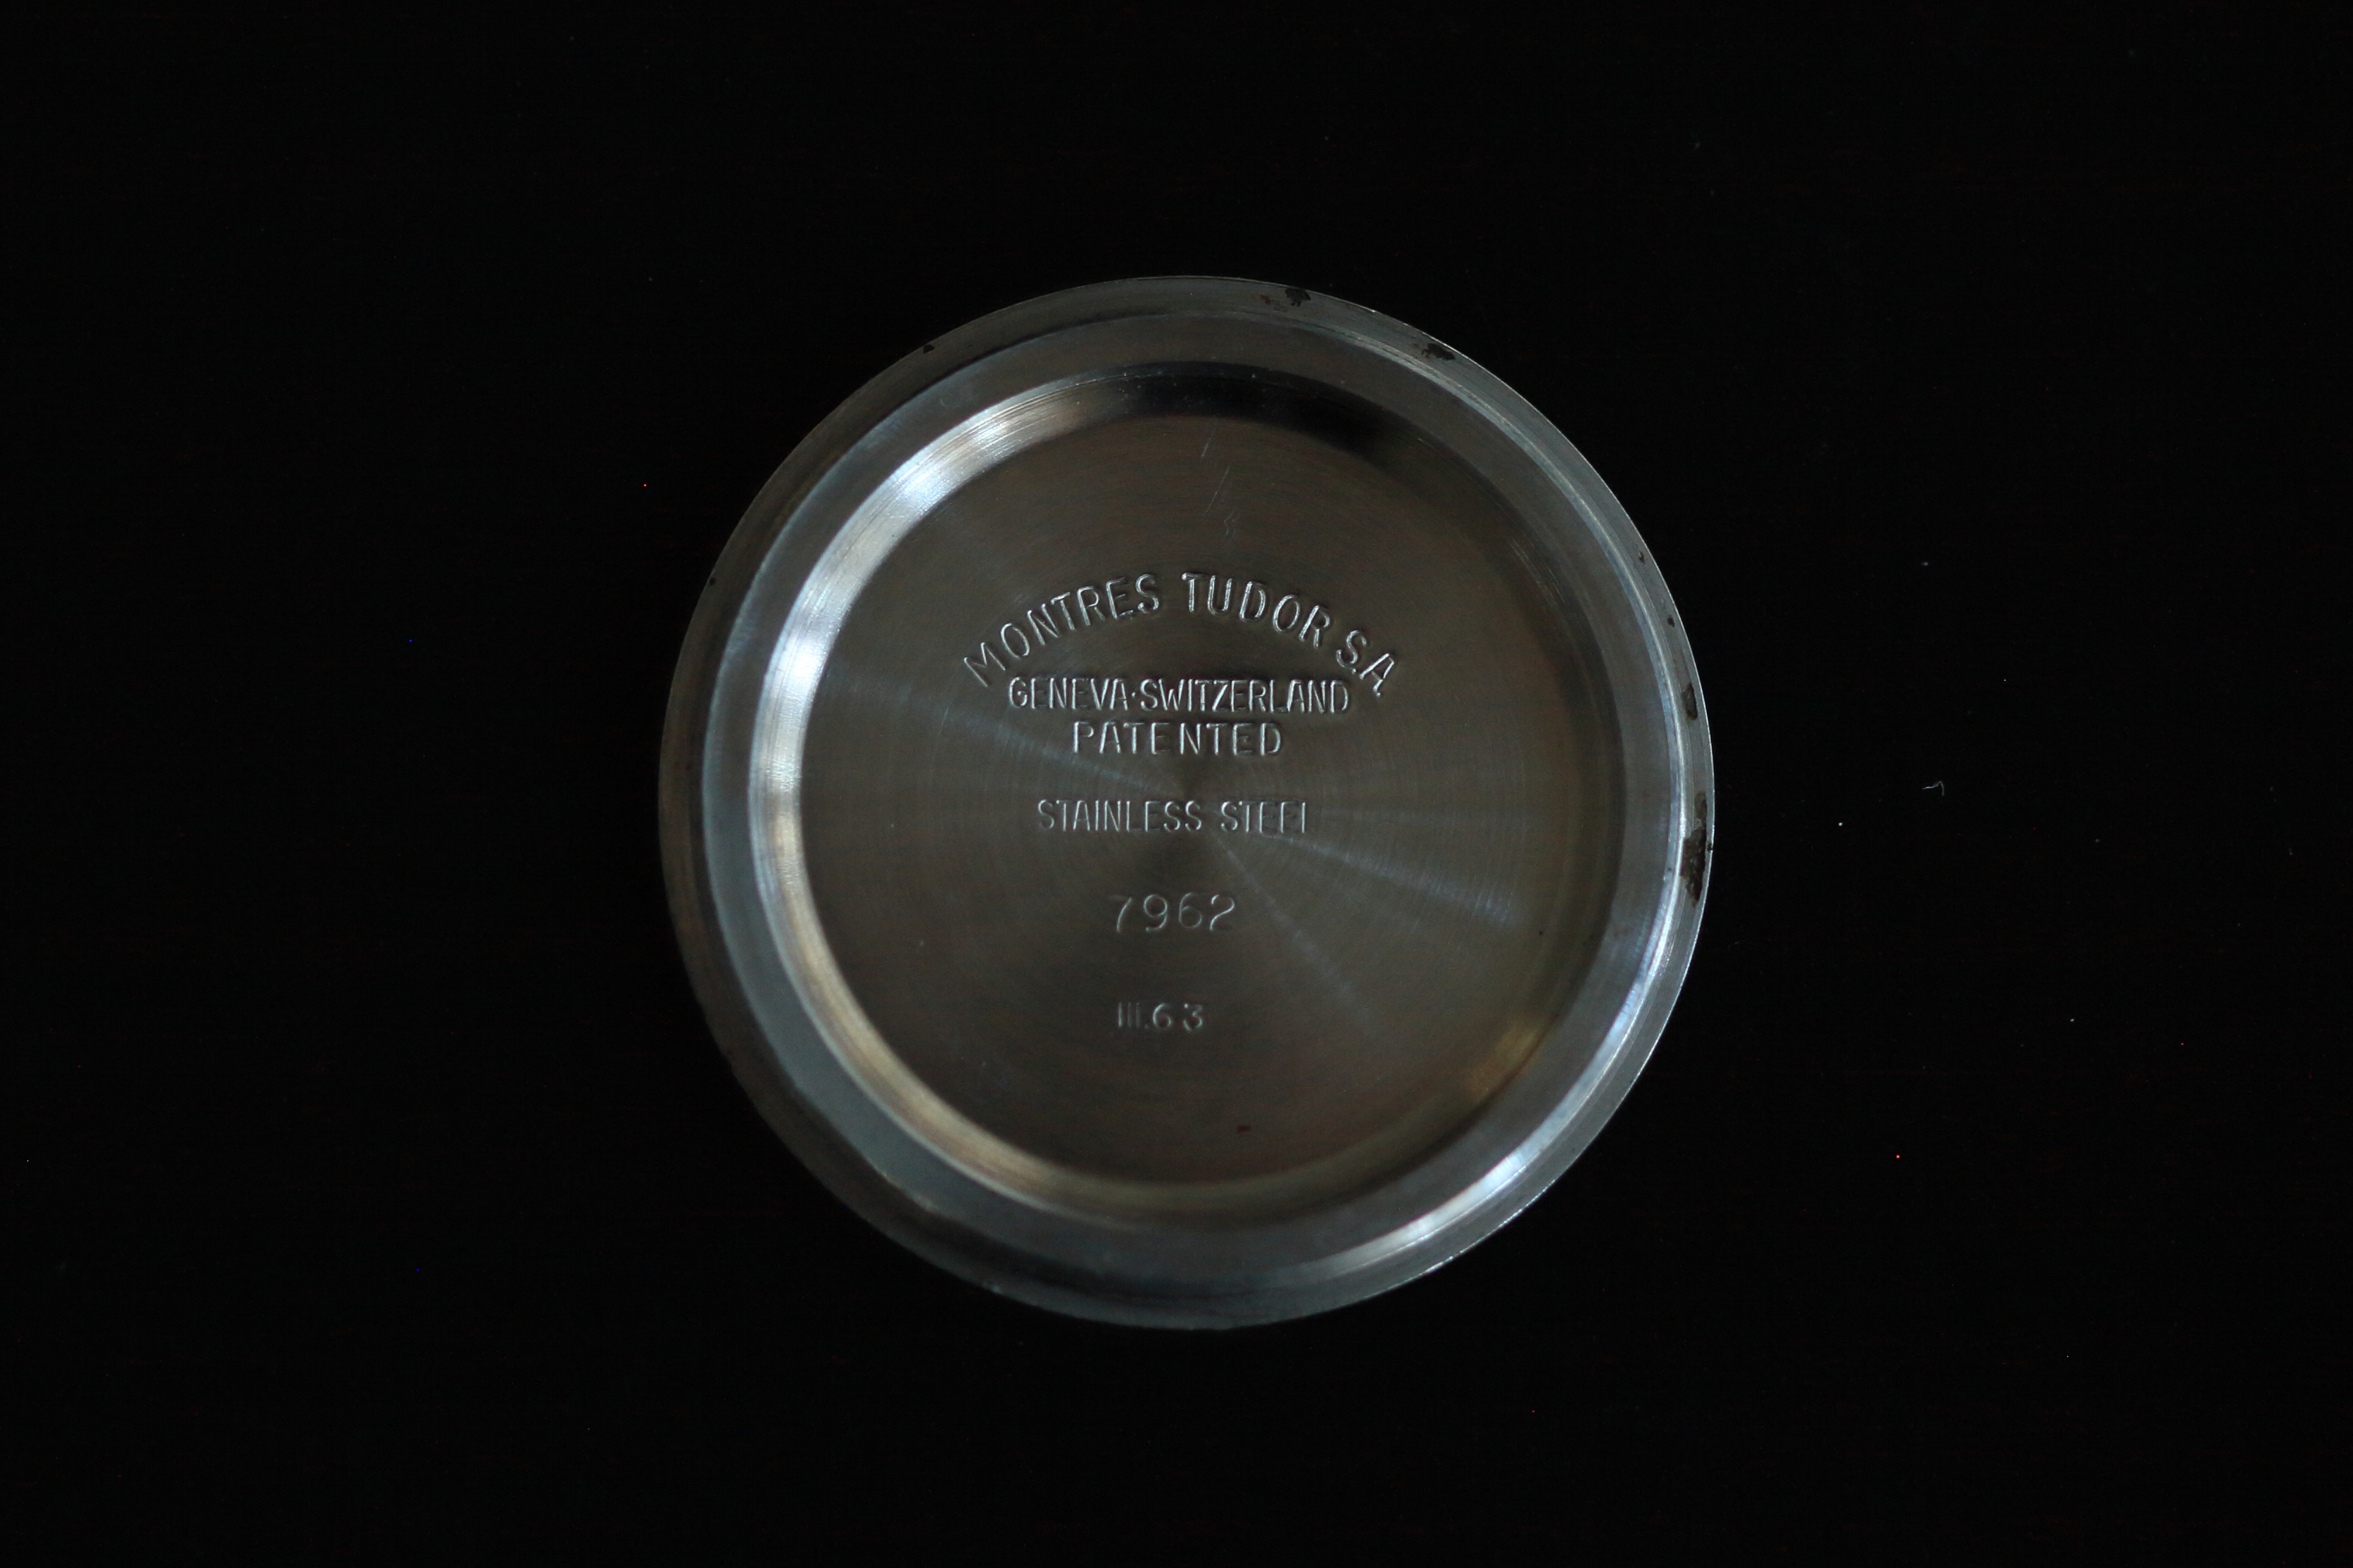 MONTRES TUDOR S.A.
GENEVA·SWITZERLAND
PATENTED
STAINLESS STEEL
7962
III.63